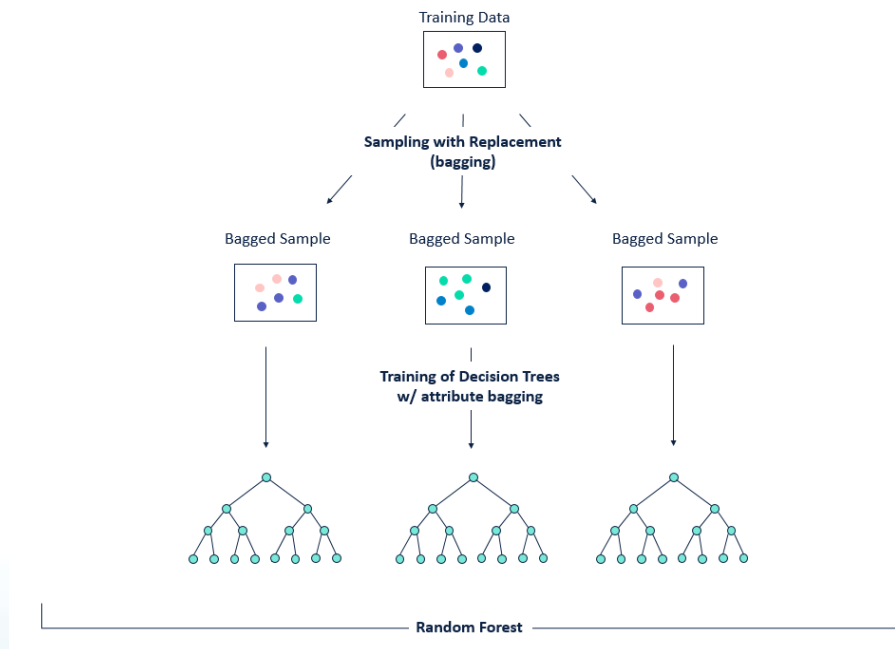 Training Data
Sampling with Replacement
(bagging)
Bagged Sample
Bagged Sample
Bagged Sample
Training of Decision Trees
w/ attribute bagging
Random Forest